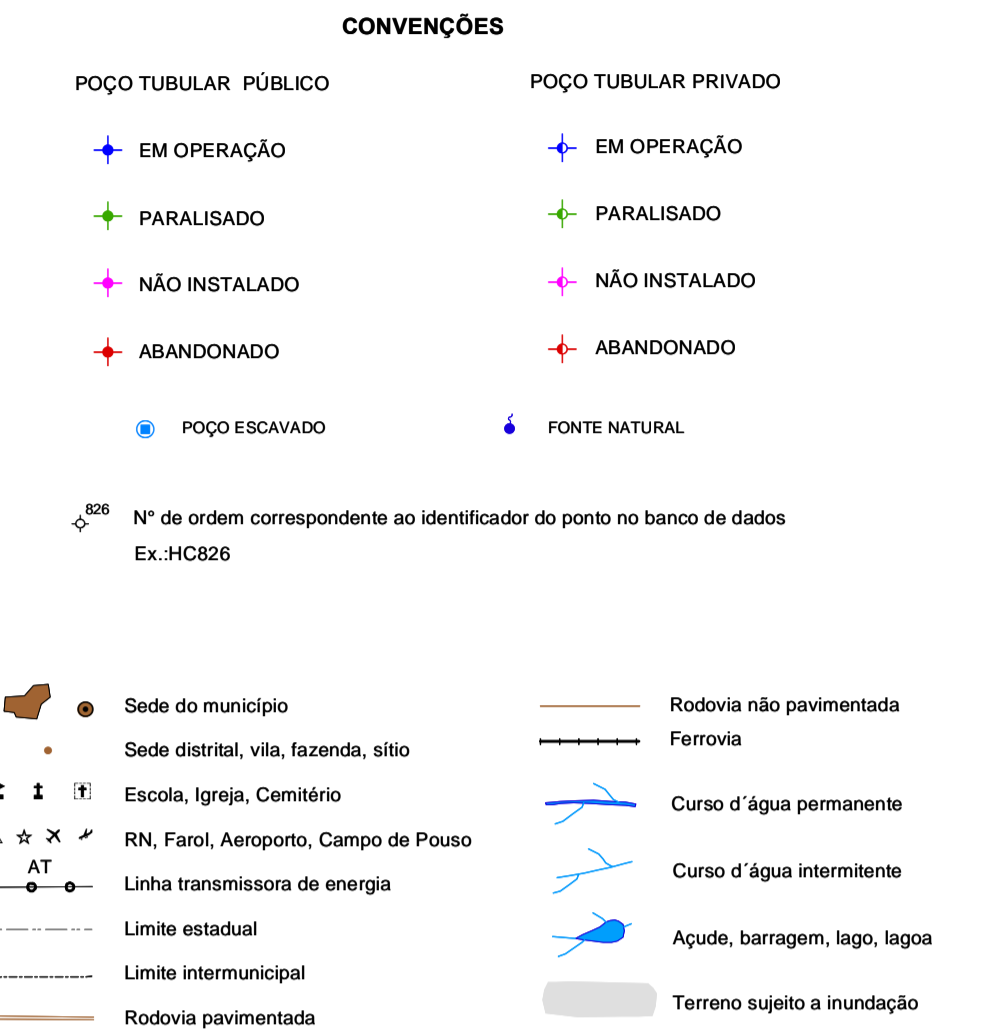 CONVENÇÕES
POÇO TUBULAR PÚBLICO
EM OPERAÇÃO
PARALISADO
NÃO INSTALADO
ABANDONADO
POÇO TUBULAR PRIVADO
EM OPERAÇÃO
PARALISADO
NÃO INSTALADO
ABANDONADO
POÇO ESCAVADO
FONTE NATURAL
826
Nº de ordem correspondente ao identificador do ponto no banco de dados
Ex.:HC826
Sede do município
Sede distrital, vila, fazenda, sítio
Escola, Igreja, Cemitério
RN, Farol, Aeroporto, Campo de Pouso
AT
Linha transmissora de energia
Limite estadual
Limite intermunicipal
Rodovia pavimentada
Rodovia não pavimentada
Ferrovia
Curso d´água permanente
Curso d´água intermitente
Açude, barragem, lago, lagoa
Terreno sujeito a inundação